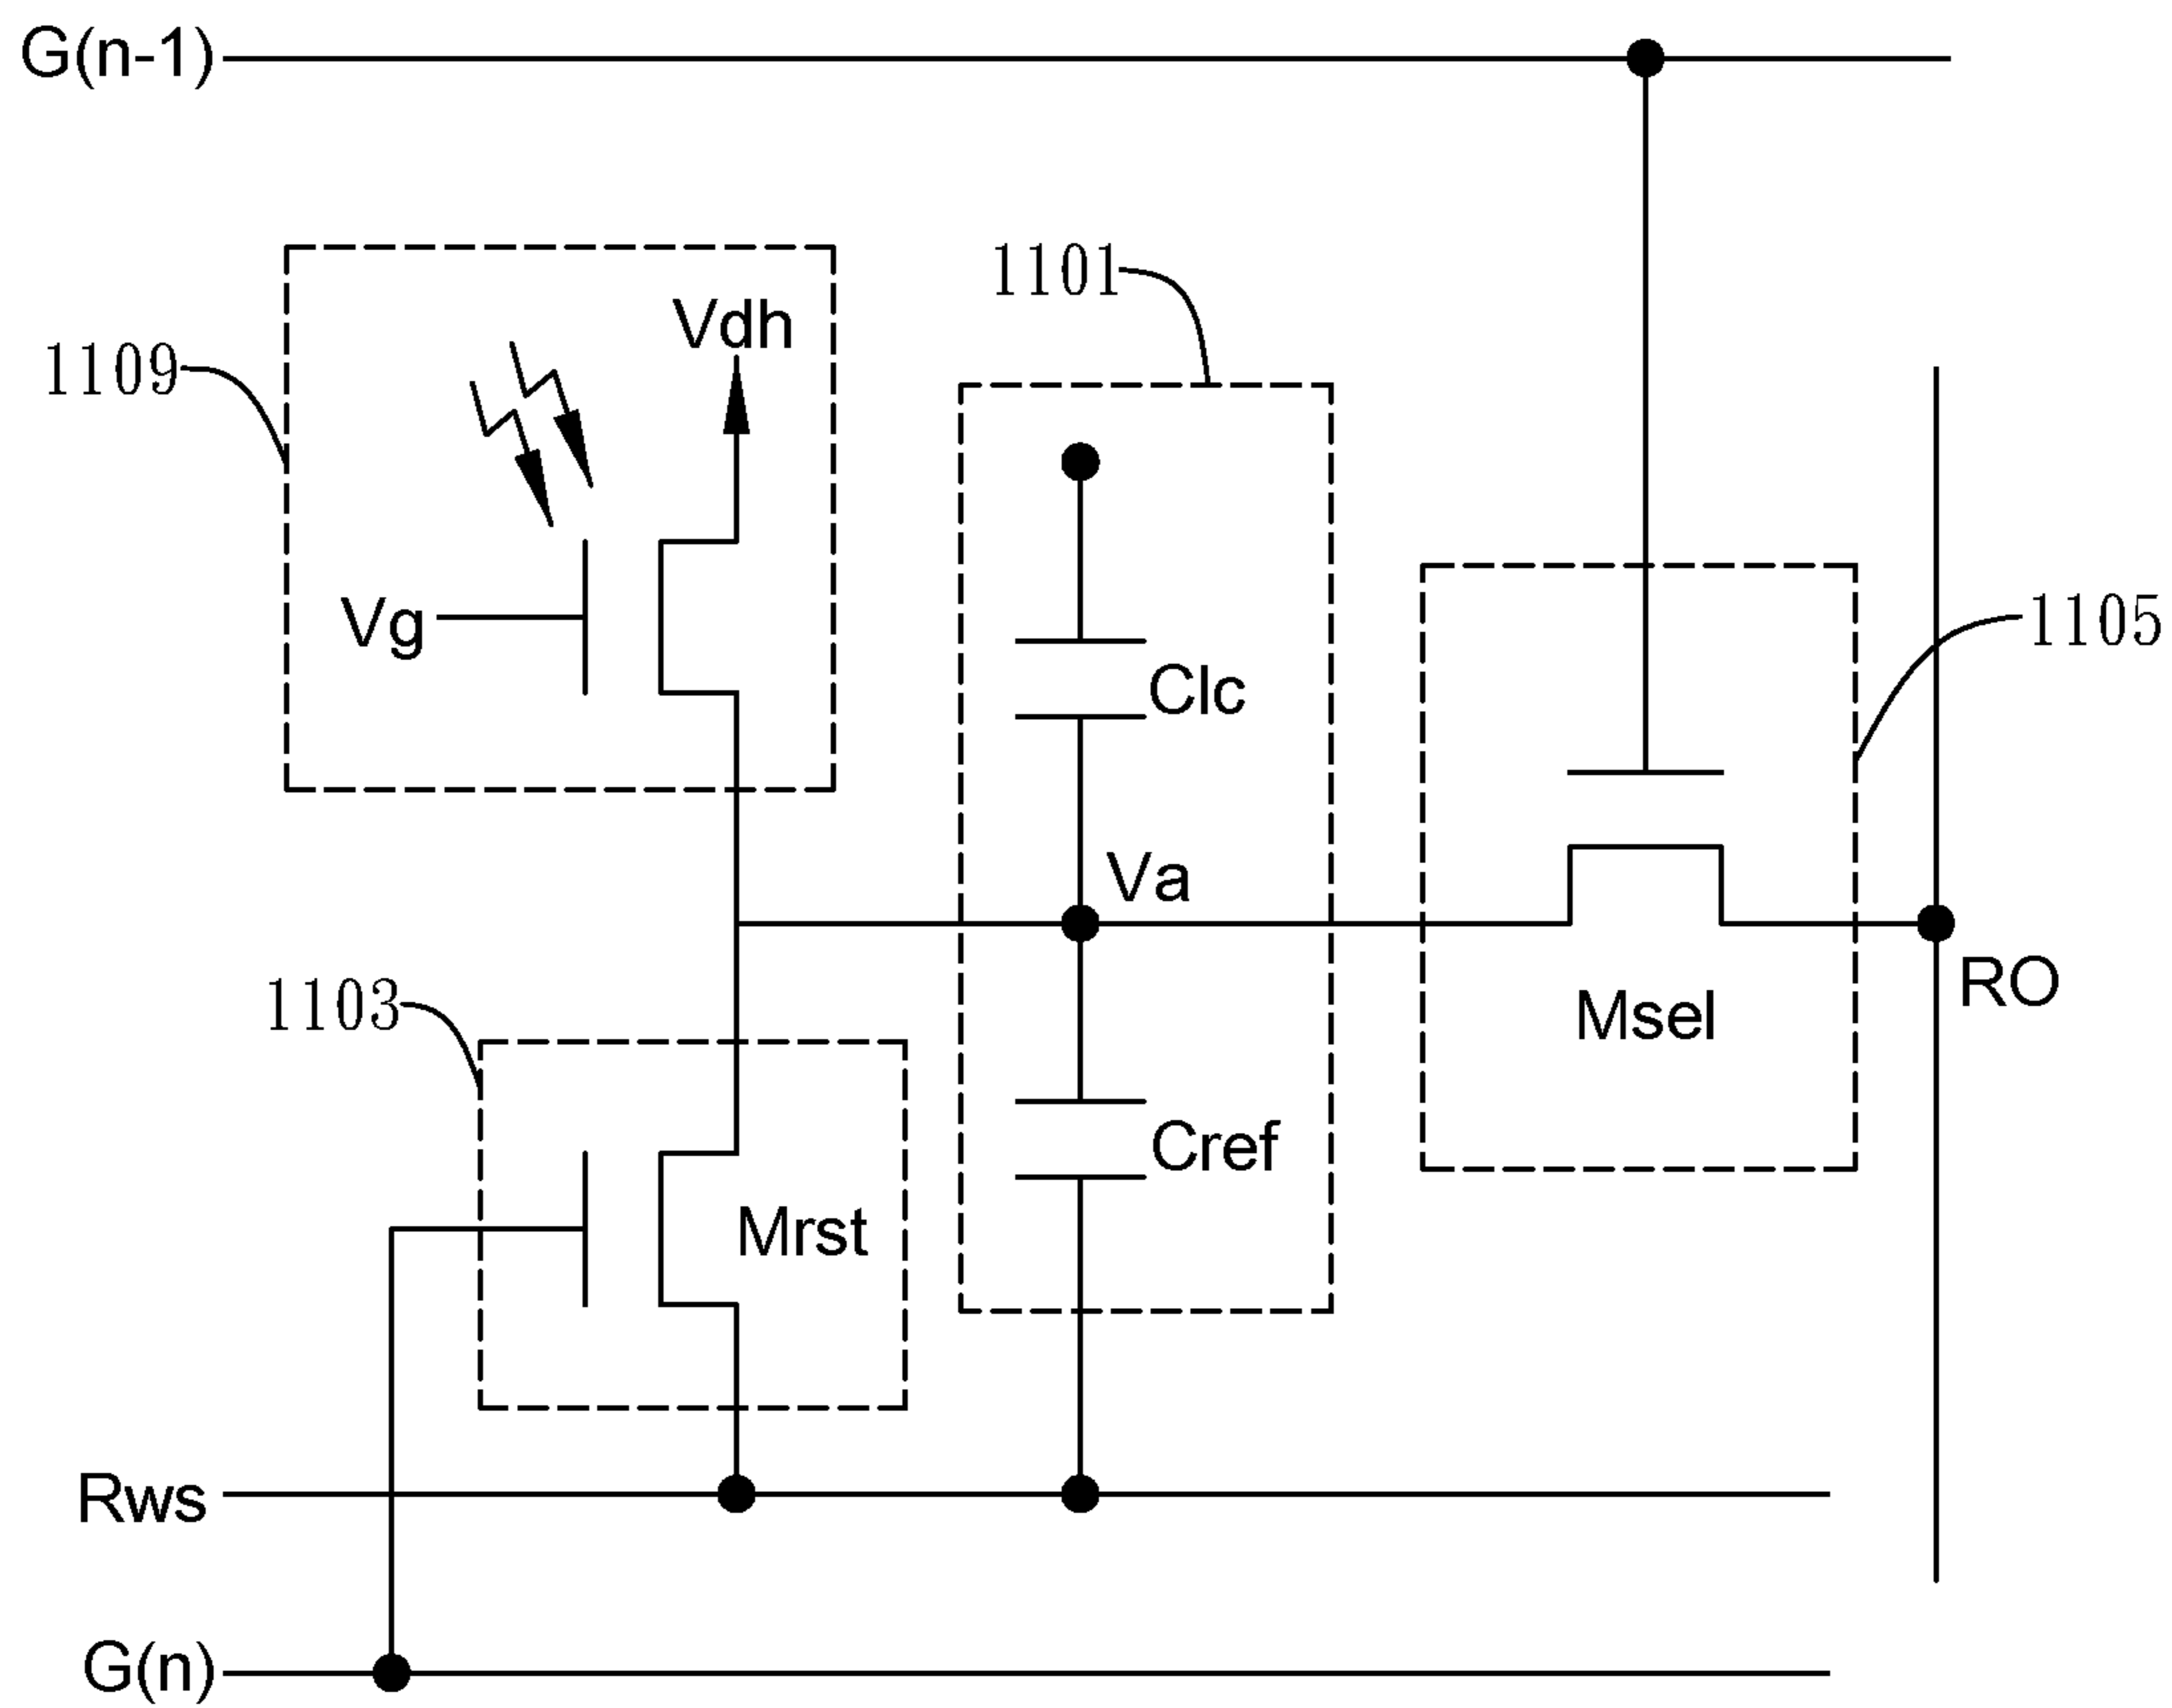 G(n-1)
1101
Vdh
1109
Vg
Clc
1105
Va
RO
1103
Msel
Cref
Mrst
Rws
G(n)